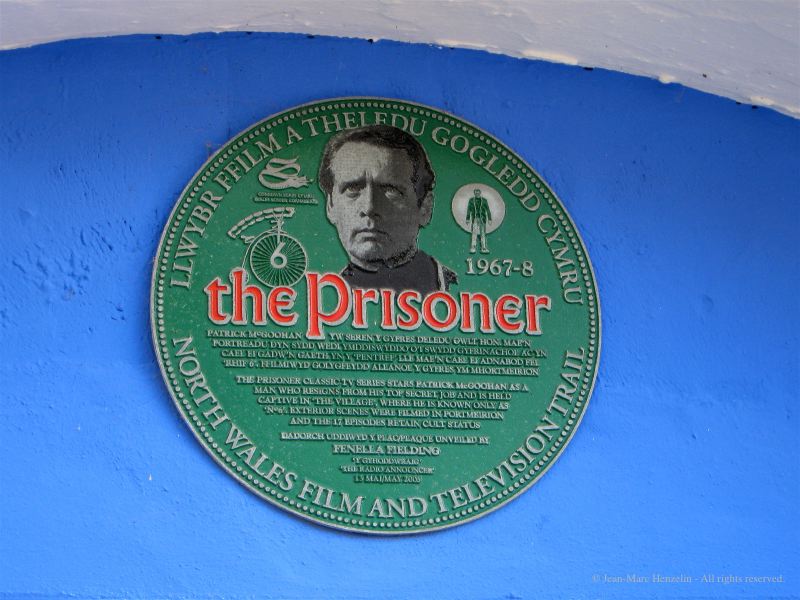 LLWYBR FFILM A THELEDU GOGLEDD CYMRU
6
1967-8
the Prisoner
PATRICK McGOOHAN YW SEREN Y GYFRES DELEDU GWLT HON. MAE'N
PORTREADU DYN SYDD WEDI YMDDISWYDDO O'I SWYDD GYFRINACHOL AC YN
CAEL EI GADW'N GAETH YN Y 'PENTREF', LLE MAE'N CAEL EI ADNABOD FEL
'RHIF 6'. FFILMIWYD GOLYGFEYDD ALLANOL Y GYFRES YM MHORTMEIRION
THE PRISONER CLASSIC TV SERIES STARS PATRICK McGOOHAN AS A
MAN WHO RESIGNS FROM HIS TOP SECRET JOB AND IS HELD
CAPTIVE IN 'THE VILLAGE', WHERE HE IS KNOWN ONLY AS
'Nº6'. EXTERIOR SCENES WERE FILMED IN PORTMEIRION
AND THE 17 EPISODES RETAIN CULT STATUS
DADORCHUDDIWYD Y PLAC/PLAQUE UNVEILED BY
FENELLA FIELDING
'Y GYHOEDDWRAIG'
'THE RADIO ANNOUNCER'
13 MAI/MAY 2005
NORTH WALES FILM AND TELEVISION TRAIL
© Jean-Marc Henzelin - All rights reserved.